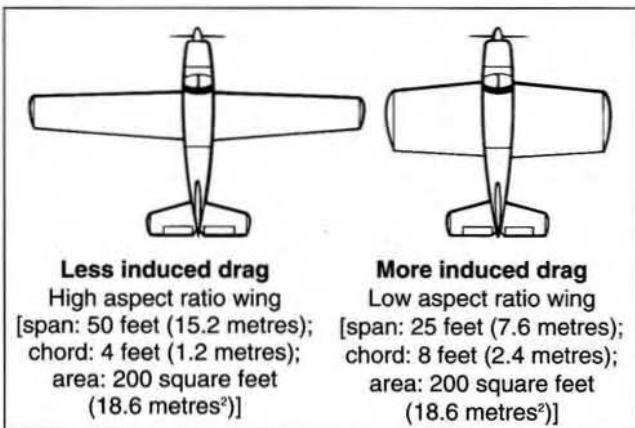 Less induced drag
High aspect ratio wing
[span: 50 feet (15.2 metres);
chord: 4 feet (1.2 metres);
area: 200 square feet
(18.6 metres²)]
More induced drag
Low aspect ratio wing
[span: 25 feet (7.6 metres);
chord: 8 feet (2.4 metres);
area: 200 square feet
(18.6 metres²)]